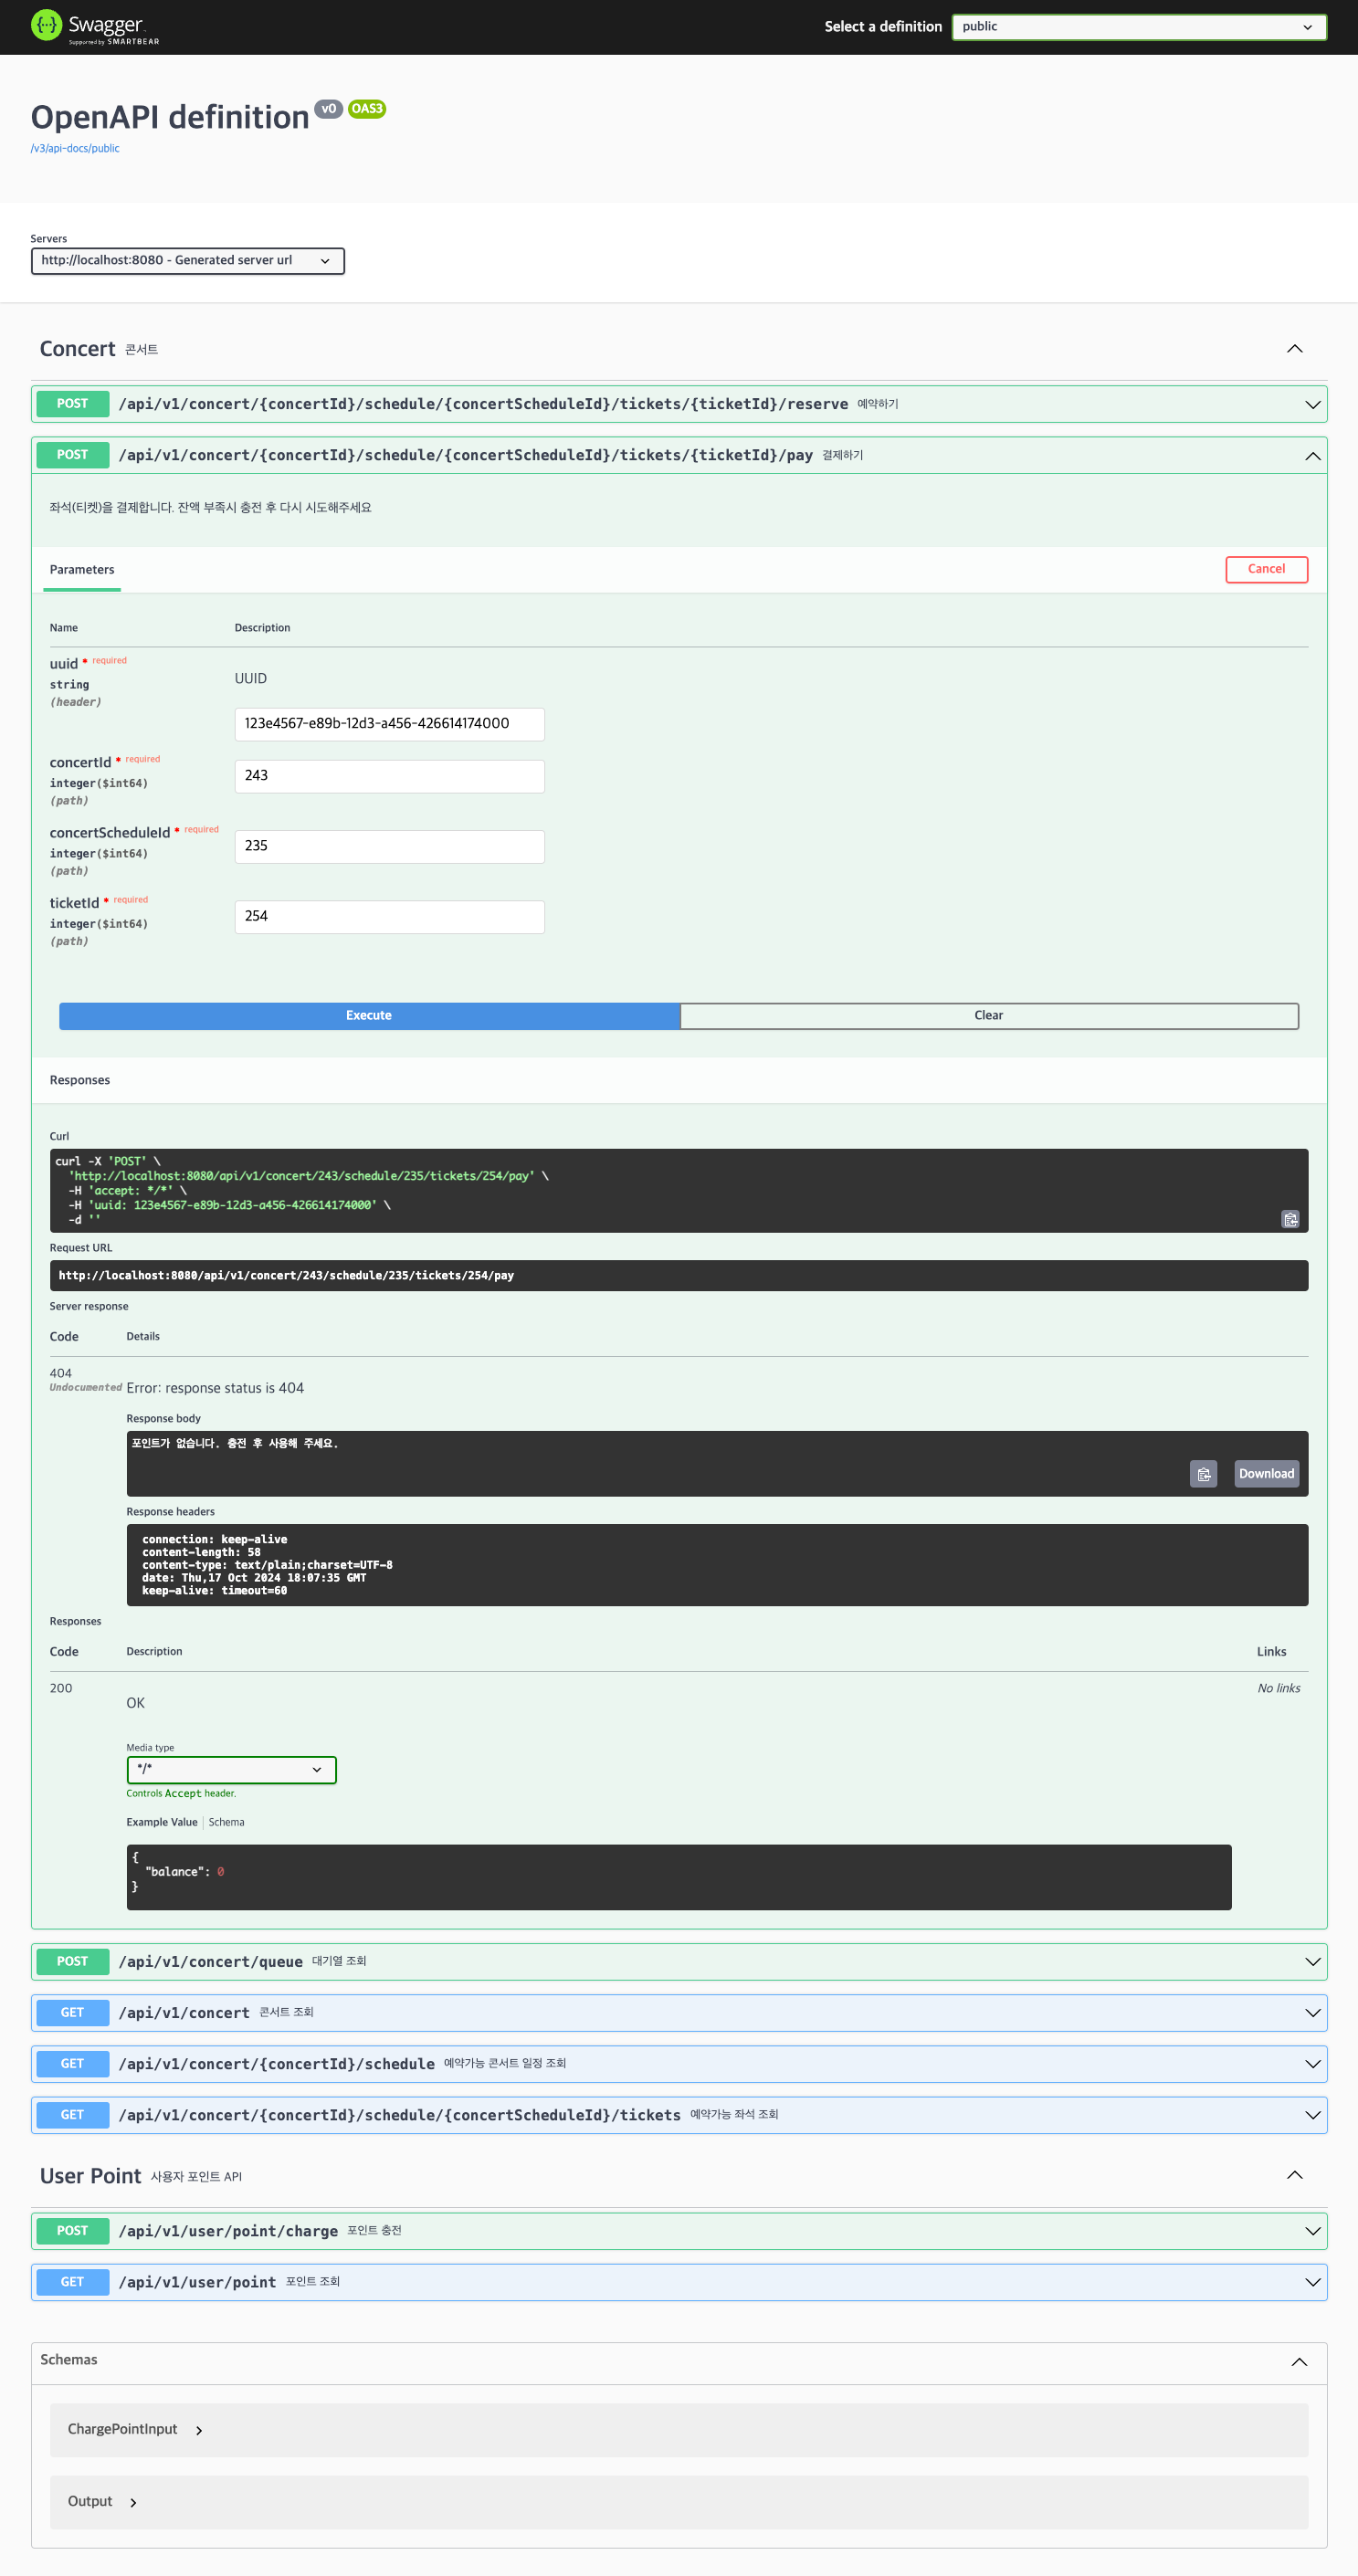 Swagger
Supported by SMARTBEAR
Select a definition
public
OpenAPI definition v0 OAS3
/v3/api-docs/public
Servers
http://localhost:8080 - Generated server url
Concert 콘서트
POST /api/v1/concert/{concertId}/schedule/{concertScheduleId}/tickets/{ticketId}/reserve 예약하기
POST /api/v1/concert/{concertId}/schedule/{concertScheduleId}/tickets/{ticketId}/pay 결제하기
좌석(티켓)을 결제합니다. 잔액 부족시 충전 후 다시 시도해주세요
Parameters
Cancel
Name Description
uuid * required
string
(header)
UUID
123e4567-e89b-12d3-a456-426614174000
concertId * required
integer($int64)
(path)
243
concertScheduleId * required
integer($int64)
(path)
235
ticketId * required
integer($int64)
(path)
254
Execute
Clear
Responses
Curl
curl -X 'POST' \
'http://localhost:8080/api/v1/concert/243/schedule/235/tickets/254/pay' \
-H 'accept: */*' \
-H 'uuid: 123e4567-e89b-12d3-a456-426614174000' \
-d ''
Request URL
http://localhost:8080/api/v1/concert/243/schedule/235/tickets/254/pay
Server response
Code Details
404
Undocumented
Error: response status is 404
Response body
포인트가 없습니다. 충전 후 사용해 주세요.
Download
Response headers
connection: keep-alive
content-length: 58
content-type: text/plain;charset=UTF-8
date: Thu,17 Oct 2024 18:07:35 GMT
keep-alive: timeout=60
Responses
Code Description Links
200
OK
No links
Media type
*/*
Controls Accept header.
Example Value Schema
{
"balance": 0
}
POST /api/v1/concert/queue 대기열 조회
GET /api/v1/concert 콘서트 조회
GET /api/v1/concert/{concertId}/schedule 예약가능 콘서트 일정 조회
GET /api/v1/concert/{concertId}/schedule/{concertScheduleId}/tickets 예약가능 좌석 조회
User Point 사용자 포인트 API
POST /api/v1/user/point/charge 포인트 충전
GET /api/v1/user/point 포인트 조회
Schemas
ChargePointInput
Output